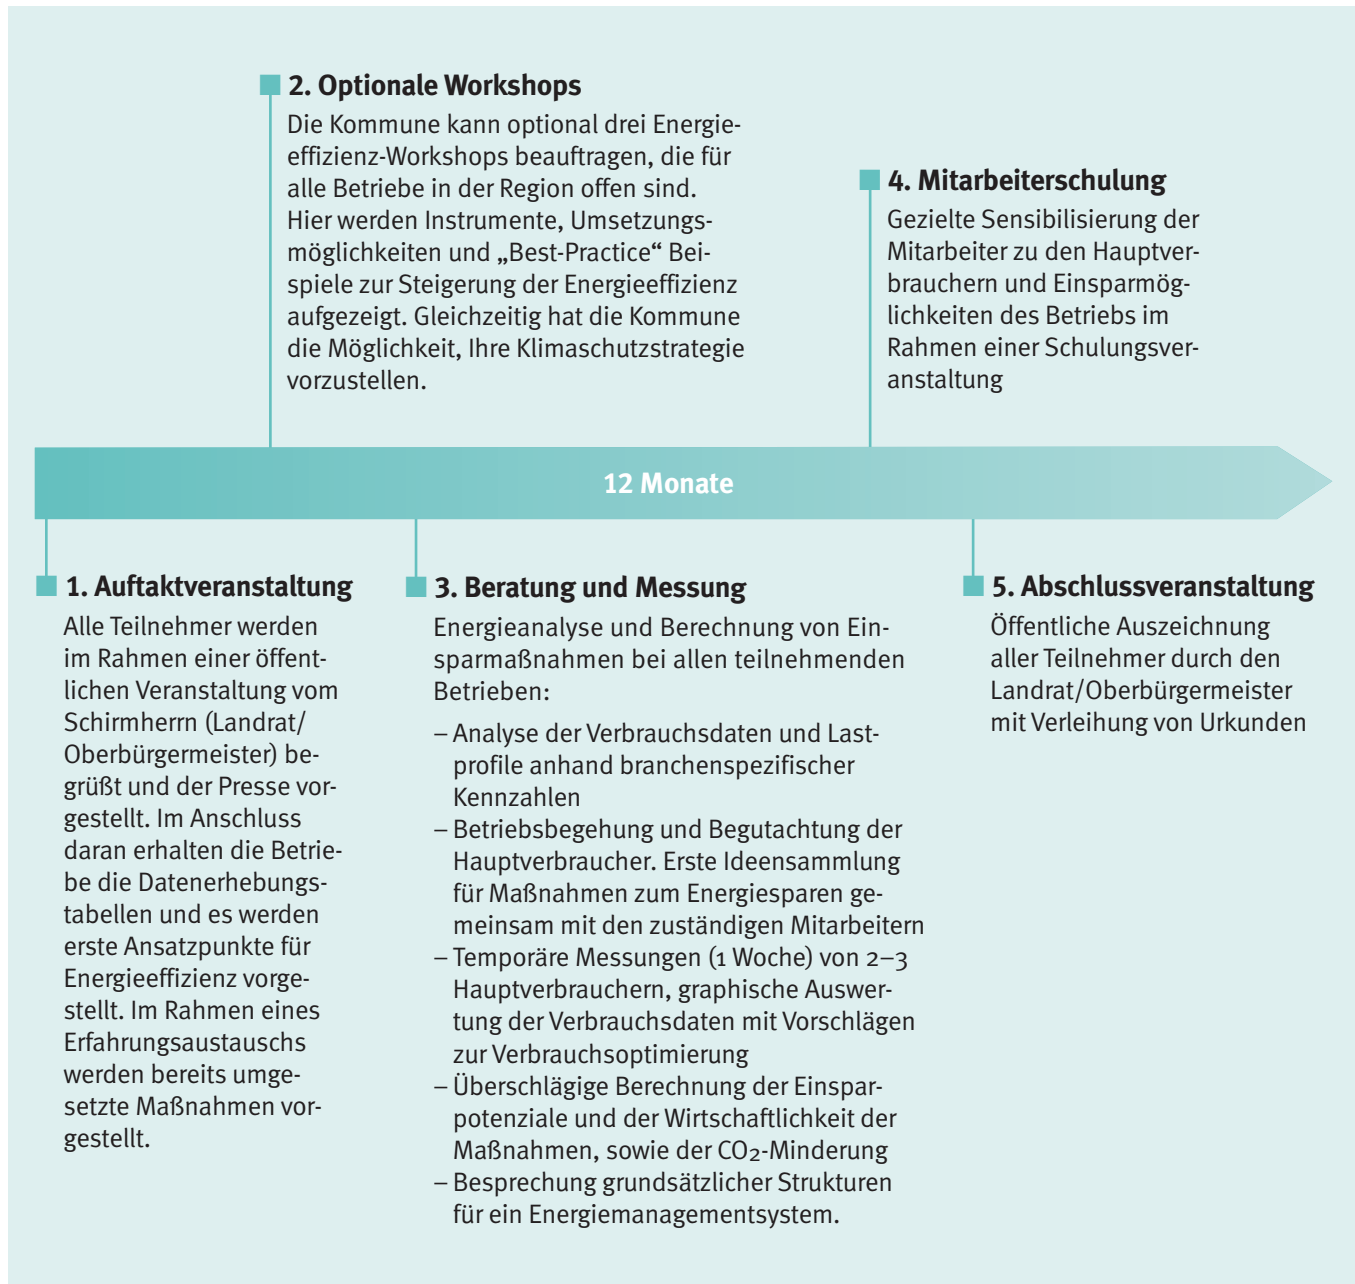 2. Optionale Workshops
Die Kommune kann optional drei Energie-
effizienz-Workshops beauftragen, die für
alle Betriebe in der Region offen sind.
Hier werden Instrumente, Umsetzungs-
möglichkeiten und „Best-Practice“ Bei-
spiele zur Steigerung der Energieeffizienz
aufgezeigt. Gleichzeitig hat die Kommune
die Möglichkeit, Ihre Klimaschutzstrategie
vorzustellen.
4. Mitarbeiterschulung
Gezielte Sensibilisierung der
Mitarbeiter zu den Hauptver-
brauchern und Einsparmög-
lichkeiten des Betriebs im
Rahmen einer Schulungsver-
anstaltung
12 Monate
1. Auftaktveranstaltung
Alle Teilnehmer werden
im Rahmen einer öffent-
lichen Veranstaltung vom
Schirmherrn (Landrat/
Oberbürgermeister) be-
grüßt und der Presse vor-
gestellt. Im Anschluss
daran erhalten die Betrie-
be die Datenerhebungs-
tabellen und es werden
erste Ansatzpunkte für
Energieeffizienz vorge-
stellt. Im Rahmen eines
Erfahrungsaustauschs
werden bereits umge-
setzte Maßnahmen vor-
gestellt.
3. Beratung und Messung
Energieanalyse und Berechnung von Ein-
sparmaßnahmen bei allen teilnehmenden
Betrieben:
– Analyse der Verbrauchsdaten und Last-
profile anhand branchenspezifischer
Kennzahlen
– Betriebsbegehung und Begutachtung der
Hauptverbraucher. Erste Ideensammlung
für Maßnahmen zum Energiesparen ge-
meinsam mit den zuständigen Mitarbeitern
– Temporäre Messungen (1 Woche) von 2–3
Hauptverbrauchern, graphische Auswer-
tung der Verbrauchsdaten mit Vorschlägen
zur Verbrauchsoptimierung
– Überschlägige Berechnung der Einspar-
potenziale und der Wirtschaftlichkeit der
Maßnahmen, sowie der CO2-Minderung
– Besprechung grundsätzlicher Strukturen
für ein Energiemanagementsystem.
5. Abschlussveranstaltung
Öffentliche Auszeichnung
aller Teilnehmer durch den
Landrat/Oberbürgermeister
mit Verleihung von Urkunden